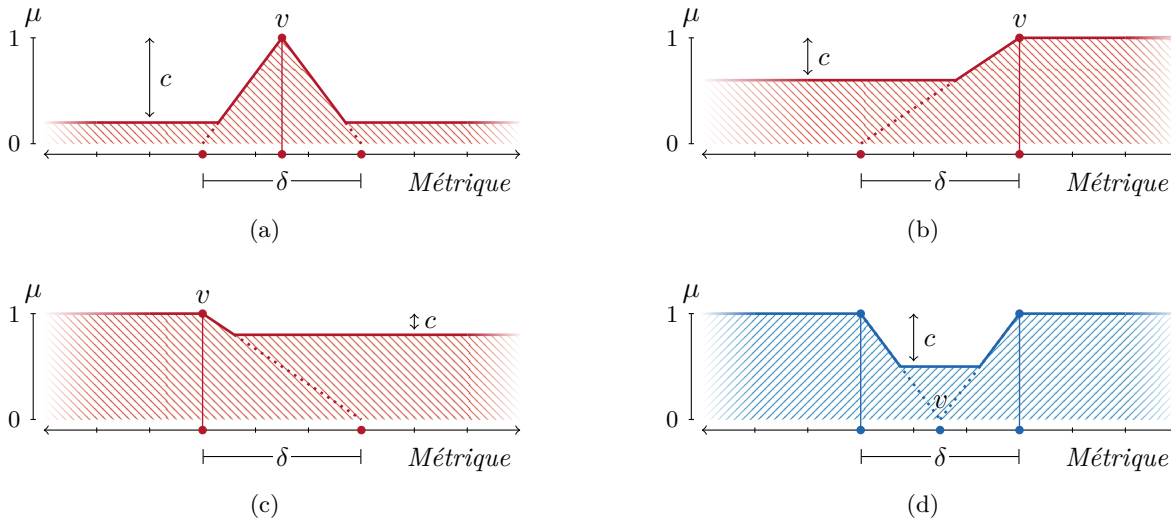 μ
v
1
c
0
δ
Métrique
(a)
μ
v
1
c
0
δ
Métrique
(b)
μ
v
1
c
0
δ
Métrique
(c)
μ
1
c
v
0
δ
Métrique
(d)